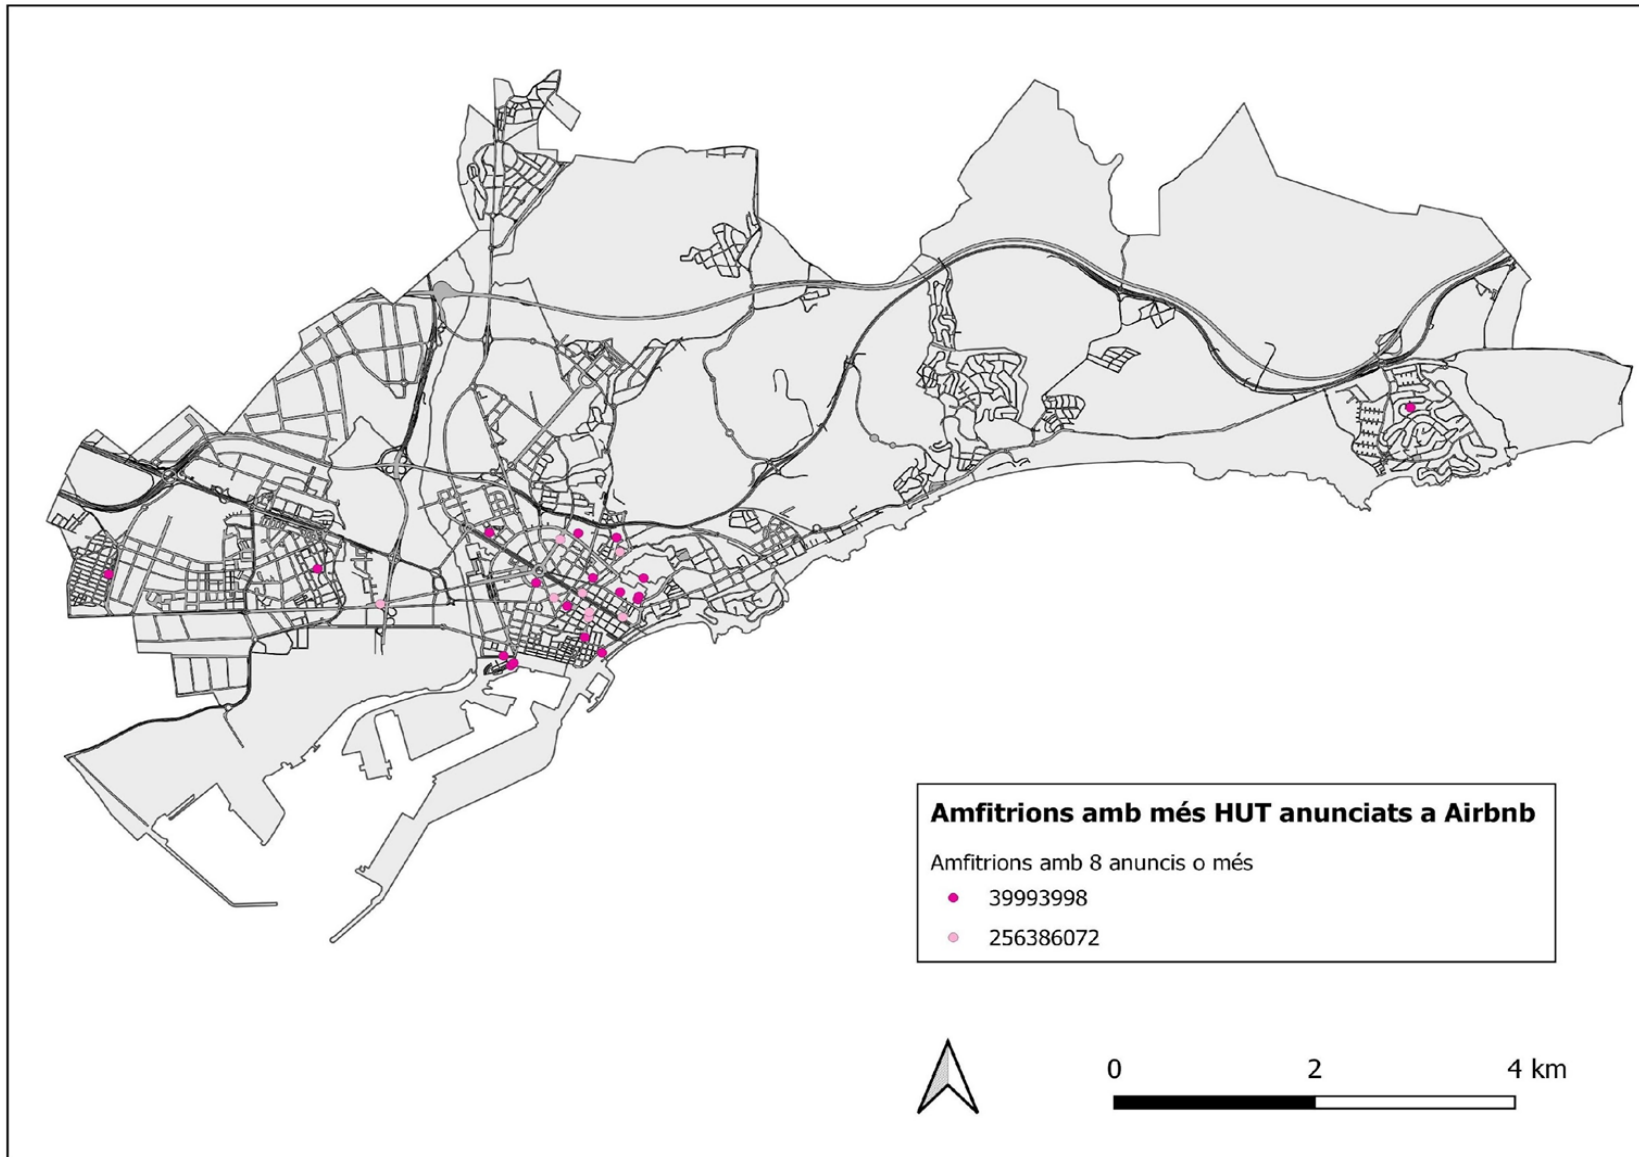 Amfitrions amb més HUT anunciats a Airbnb
Amfitrions amb 8 anuncis o més
39993998
256386072
0 2 4 km